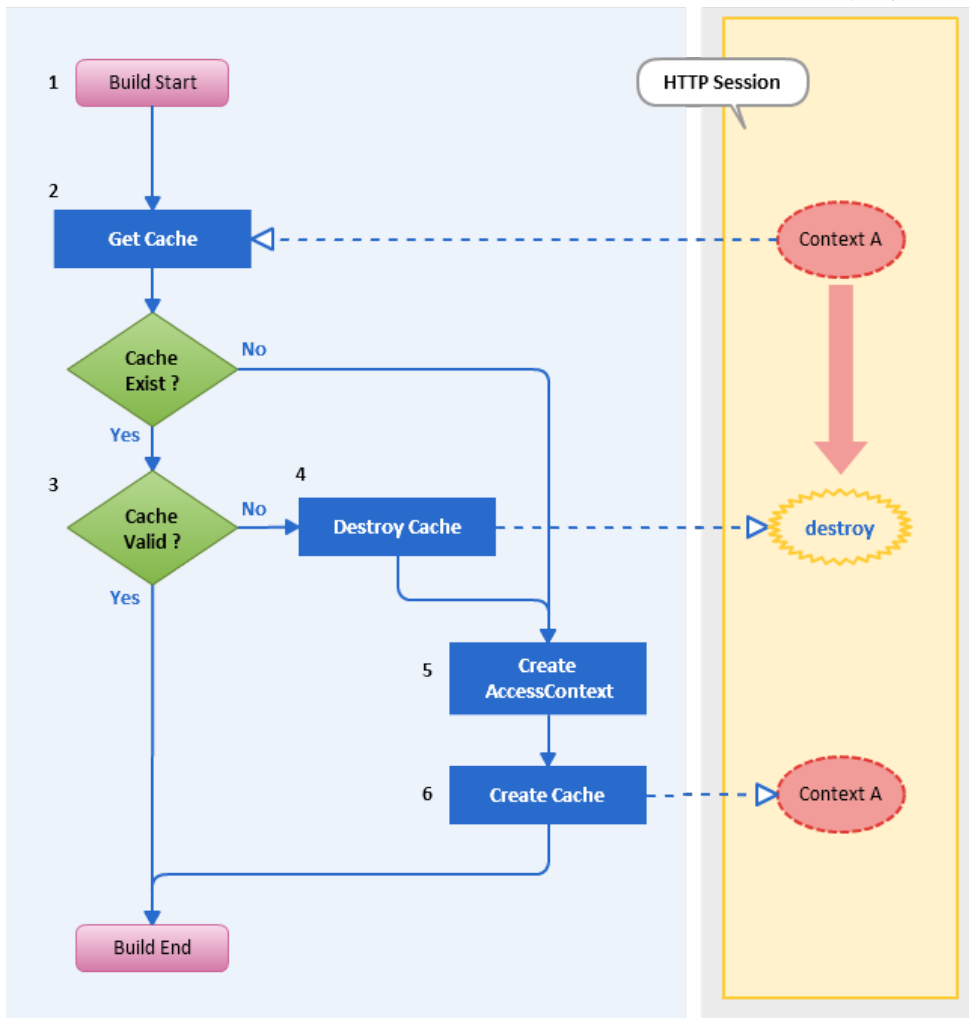 1
Build Start
HTTP Session
2
Get Cache
Context A
Cache
Exist ?
No
Yes
3
Cache
Valid ?
No
4
Destroy Cache
destroy
Yes
5
Create
AccessContext
6
Create Cache
Context A
Build End